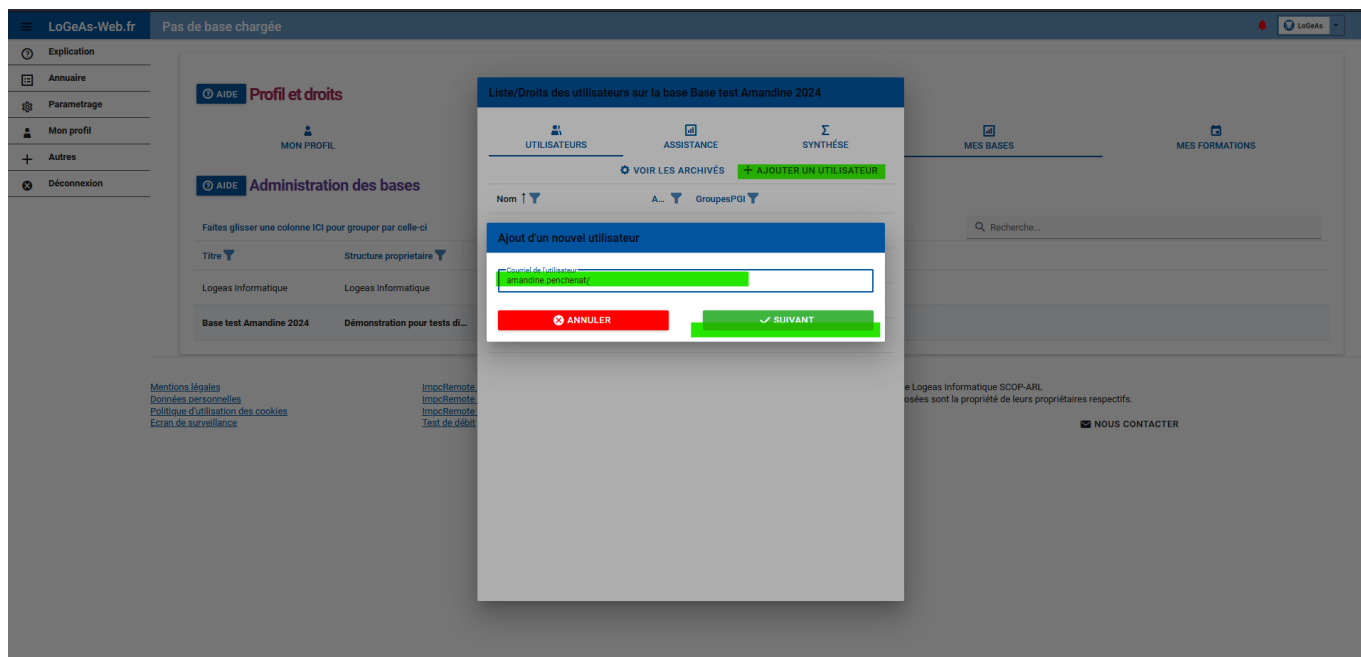 LoGeAs-Web.fr
Pas de base chargée
LoGeAs
Explication
Annuaire
Parametrage
Mon profil
Autres
Déconnexion
AIDE Profil et droits
MON PROFIL
MES BASES
MES FORMATIONS
AIDE Administration des bases
Faites glisser une colonne ICI pour grouper par celle-ci
Recherche...
Titre
Structure proprietaire
Logeas Informatique
Logeas Informatique
Base test Amandine 2024
Démonstration pour tests di...
Liste/Droits des utilisateurs sur la base Base test Amandine 2024
UTILISATEURS
ASSISTANCE
SYNTHÉSE
VOIR LES ARCHIVÉS
AJOUTER UN UTILISATEUR
Nom
A...
GroupesPGI
Ajout d'un nouvel utilisateur
Courriel de l'utilisateur
amandine.penchenat
ANNULER
SUIVANT
Mentions légales
Données personnelles
Politique d'utilisation des cookies
Ecran de surveillance
ImpcRemote
ImpcRemote
ImpcRemote
Test de débit
e Logeas Informatique SCOP-ARL
osées sont la propriété de leurs propriétaires respectifs.
NOUS CONTACTER